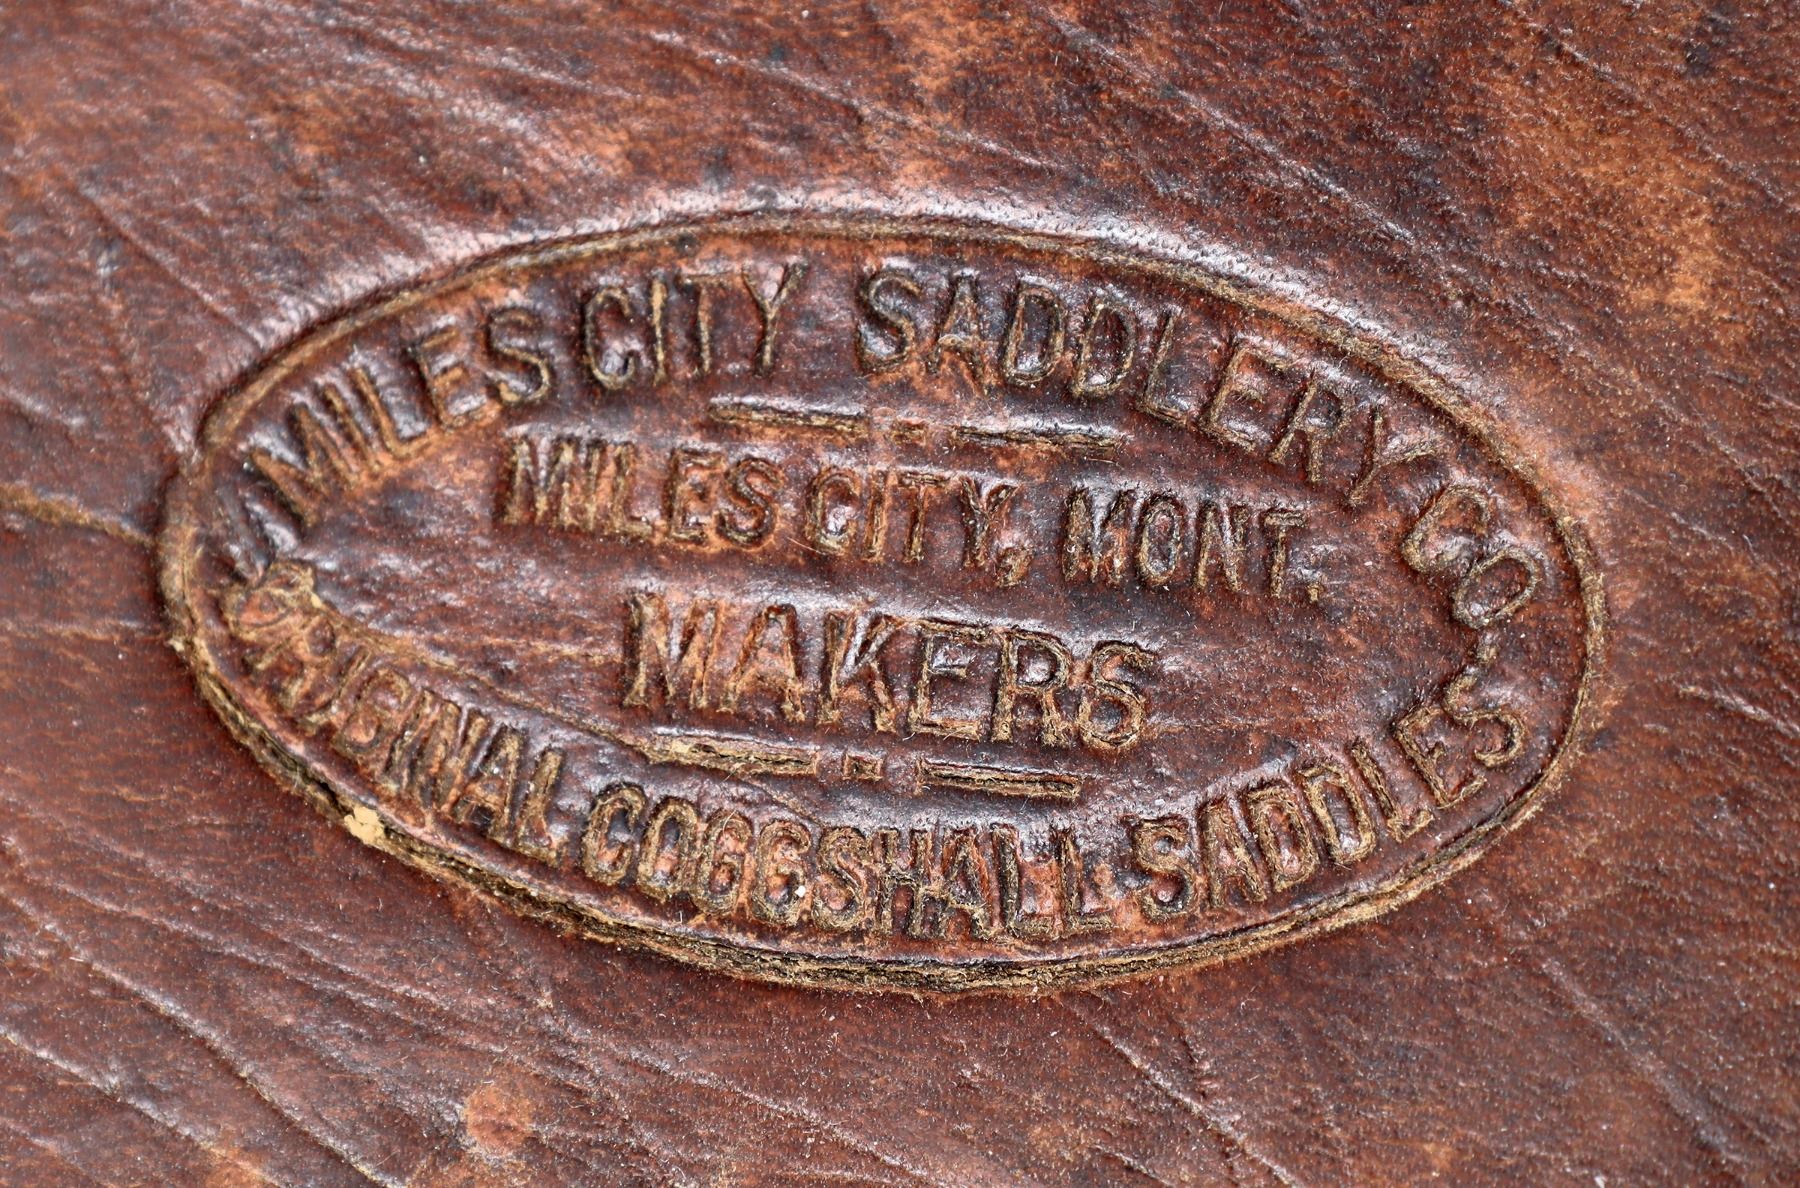 MILES CITY SADDLERY CO.
MILES CITY, MONT.
MAKERS
ORIGINAL COGGSHALL SADDLES